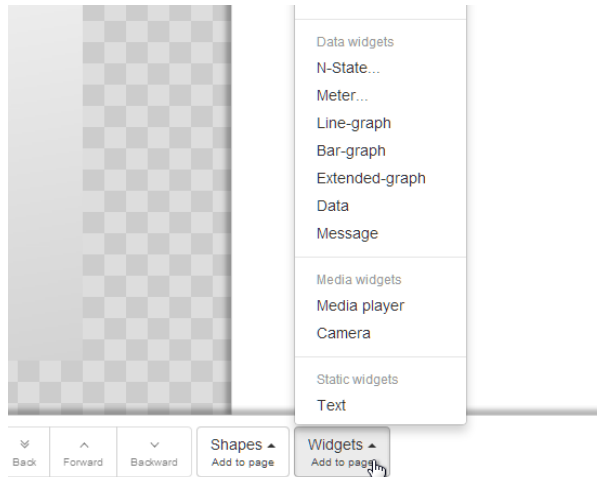 Data widgets
N-State...
Meter...
Line-graph
Bar-graph
Extended-graph
Data
Message
Media widgets
Media player
Camera
Static widgets
Text
Back
Forward
Backward
Shapes
Add to page
Widgets
Add to page